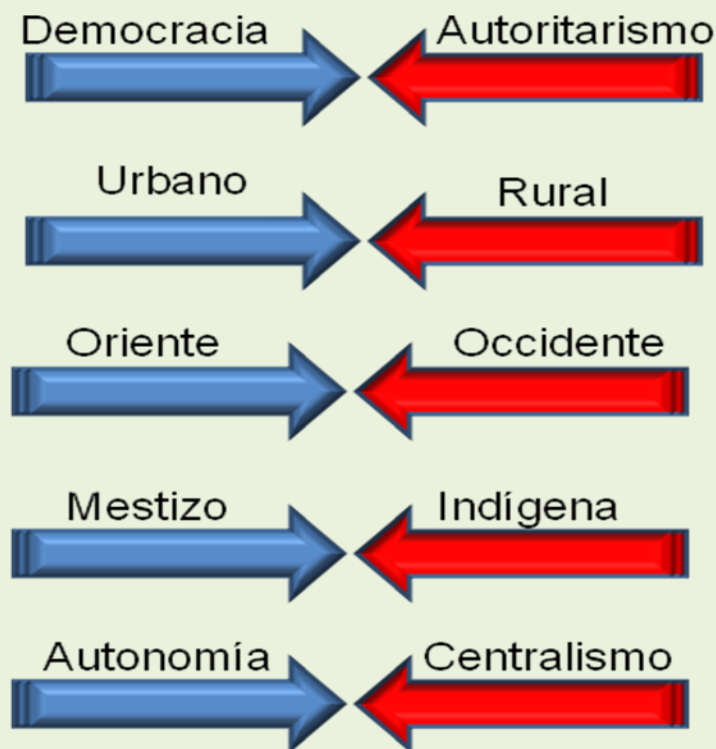 Democracia Autoritarismo
Urbano Rural
Oriente Occidente
Mestizo Indígena
Autonomía Centralismo